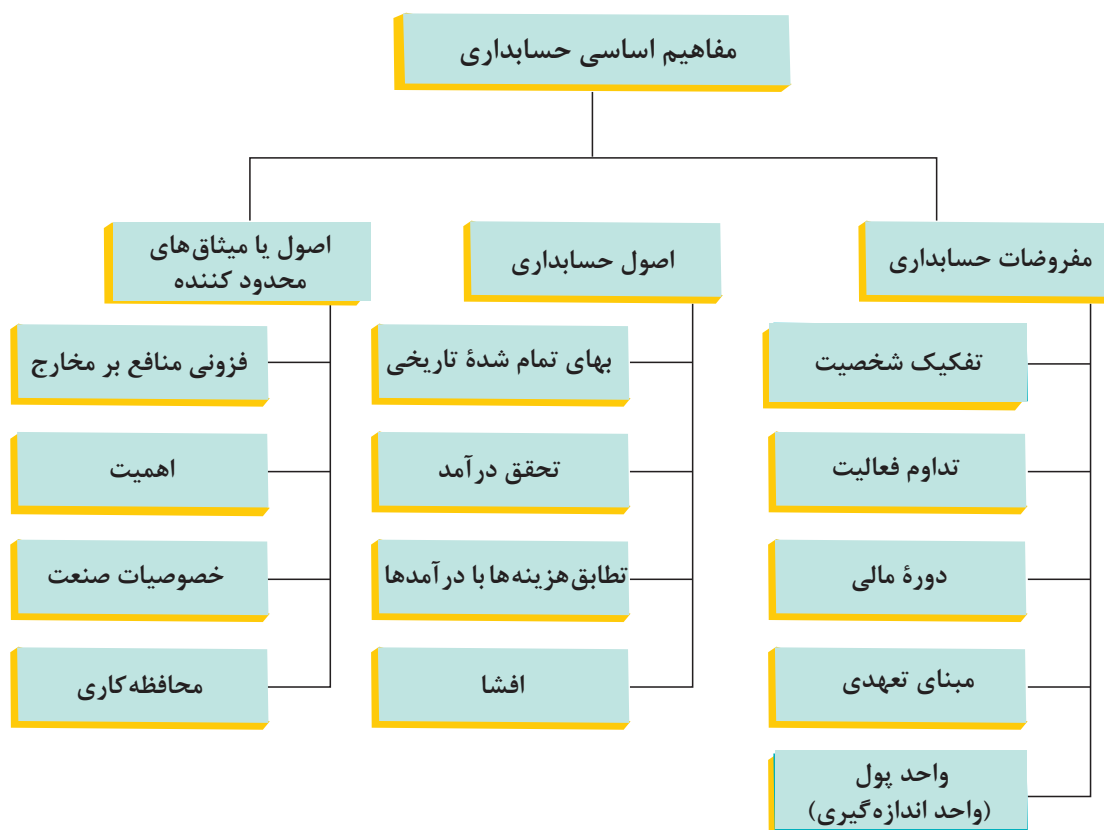 مفاهیم اساسی حسابداری
مفروضات حسابداری
تفکیک شخصیت
تداوم فعالیت
دورهٔ مالی
مبنای تعهدی
واحد پول
(واحد اندازه‌گیری)
اصول حسابداری
بهای تمام شدهٔ تاریخی
تحقق درآمد
تطابق هزینه‌ها با درآمدها
افشا
اصول یا میثاق‌های
محدود کننده
فزونی منافع بر مخارج
اهمیت
خصوصیات صنعت
محافظه‌کاری